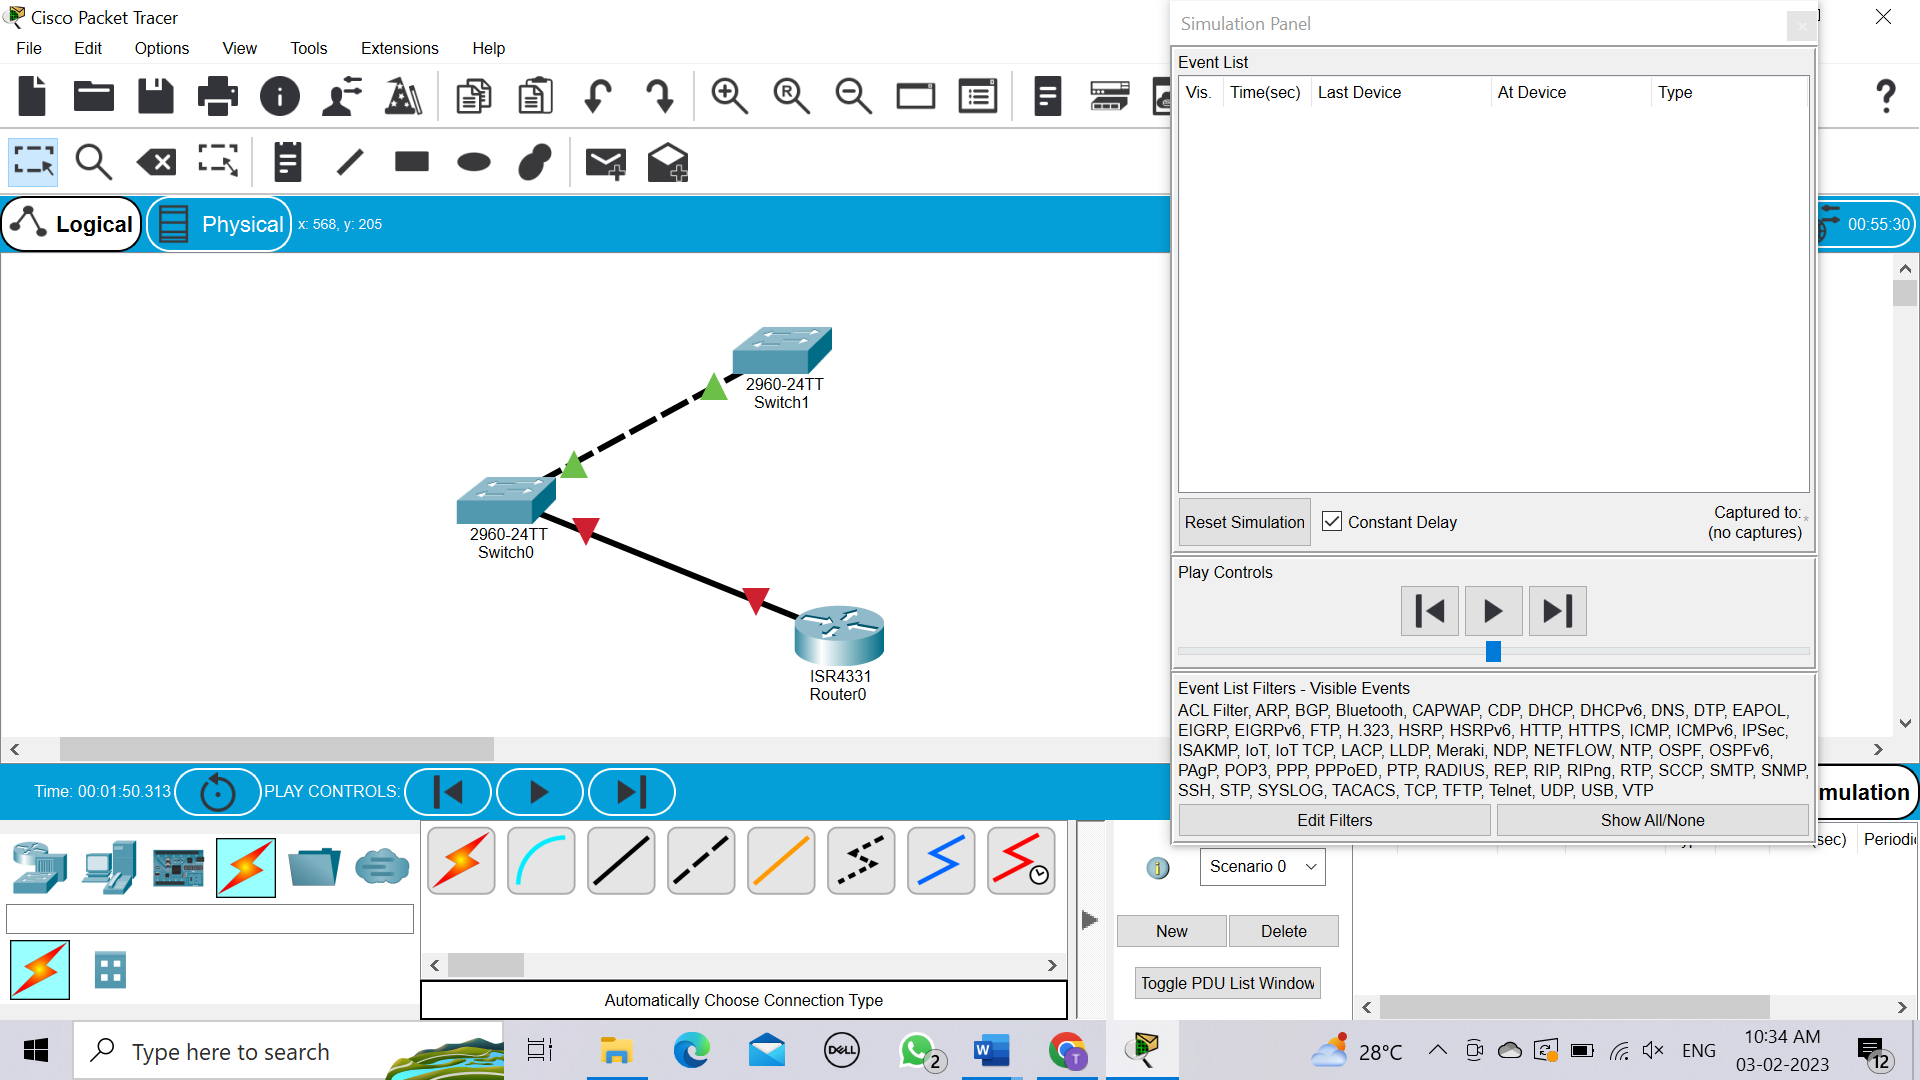 Cisco Packet Tracer
File Edit Options View Tools Extensions Help
Logical Physical x: 568, y: 205
00:55:30
2960-24TT
Switch1
2960-24TT
Switch0
ISR4331
Router0
Simulation Panel
Event List
Vis. Time(sec) Last Device At Device Type
Reset Simulation Constant Delay
Captured to:
(no captures)
*
Play Controls
Event List Filters - Visible Events
ACL Filter, ARP, BGP, Bluetooth, CAPWAP, CDP, DHCP, DHCPv6, DNS, DTP, EAPOL,
EIGRP, EIGRPv6, FTP, H.323, HSRP, HSRPv6, HTTP, HTTPS, ICMP, ICMPv6, IPSec,
ISAKMP, IoT, IoT TCP, LACP, LLDP, Meraki, NDP, NETFLOW, NTP, OSPF, OSPFv6,
PAgP, POP3, PPP, PPPoED, PTP, RADIUS, REP, RIP, RIPng, RTP, SCCP, SMTP, SNMP,
SSH, STP, SYSLOG, TACACS, TCP, TFTP, Telnet, UDP, USB, VTP
Edit Filters Show All/None
Time: 00:01:50.313 PLAY CONTROLS:
mulation
sec) Periodi
Scenario 0
New Delete
Toggle PDU List Window
Automatically Choose Connection Type
Type here to search
DELL
2
28°C
ENG
10:34 AM
03-02-2023
12